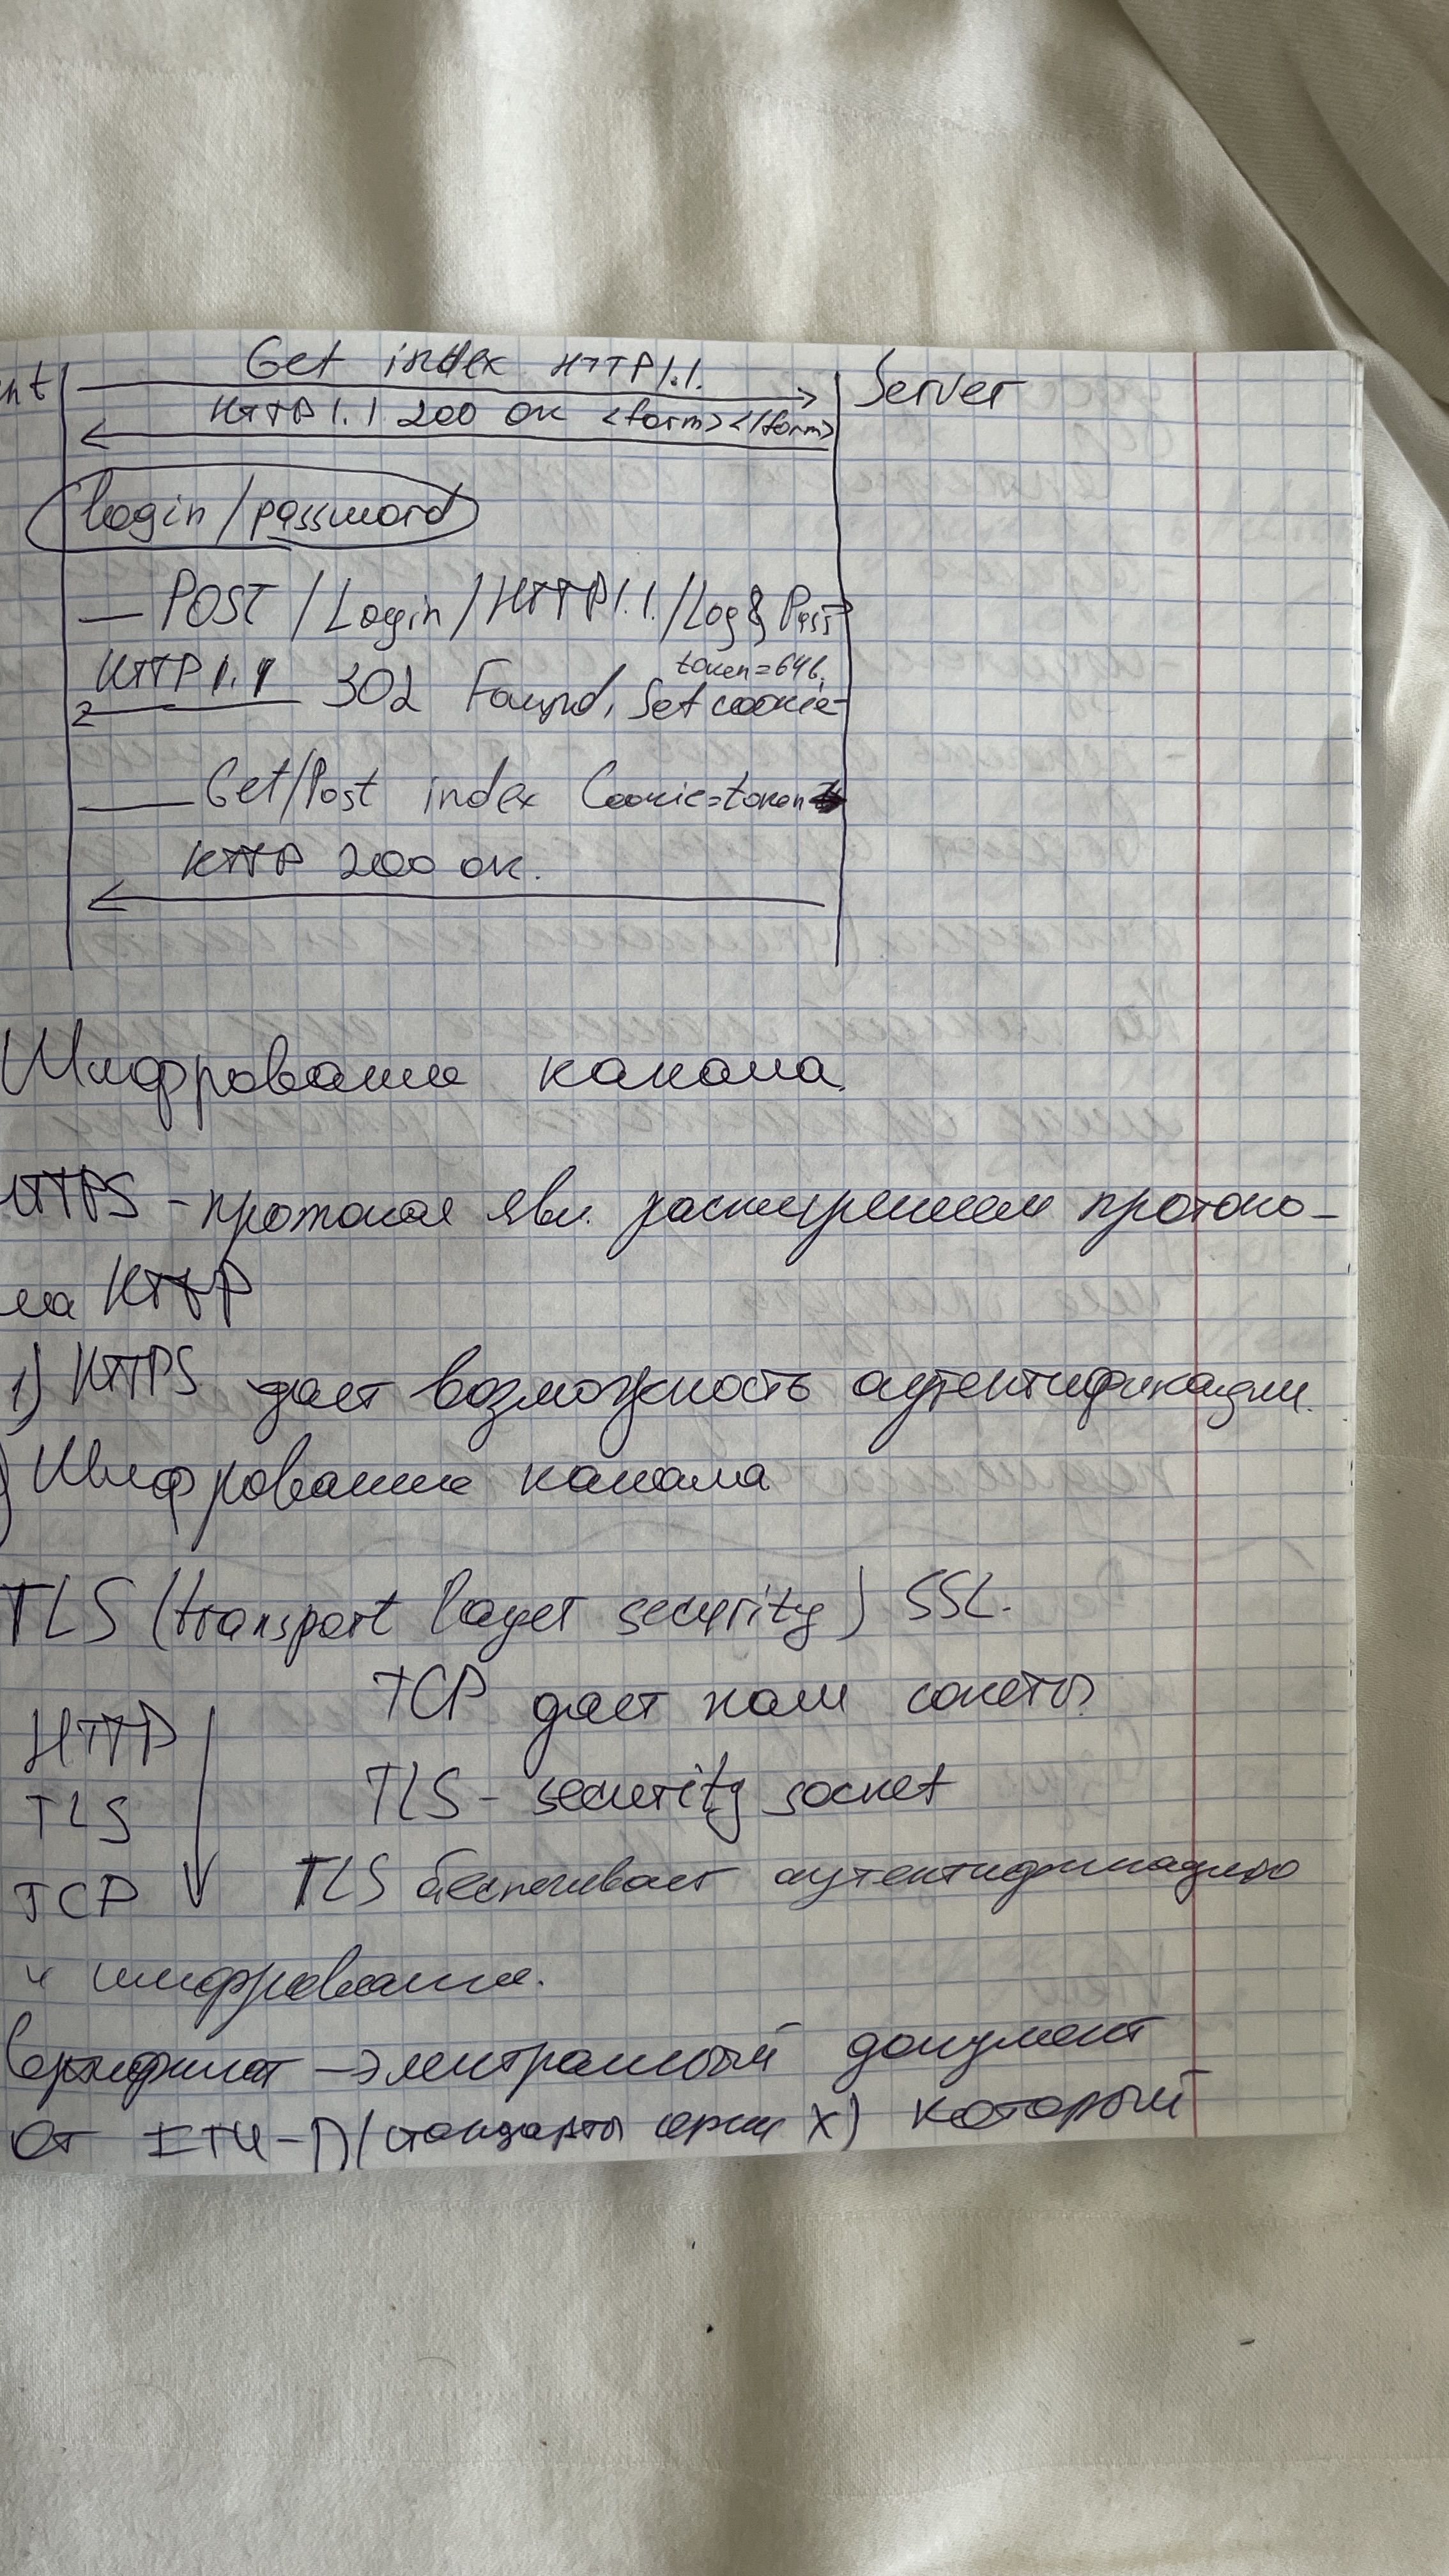 nt Get index HTTP1.1. Server
HTTP 1.1 200 OK <form></form>
login/password
POST /Login/HTTP1.1./Log&Pass
token=646,
HTTP1.1 302 Found, Set cookie
Get/Post index Cookie=token
HTTP 200 OK.
Шифрование канала.
HTTPS - протокол явл. расширением протоко-
ла HTTP
1) HTTPS дает возможность аутентификации.
) Шифрование канала
TLS (transport layer security) SSL.
TCP дает нам сокеты
HTTP
TLS - security socket
TLS
TCP
TLS беспечивает аутентификацию
и шифрование.
Сертификат - электронный документ
от ITU-T (стандарты серии X) который